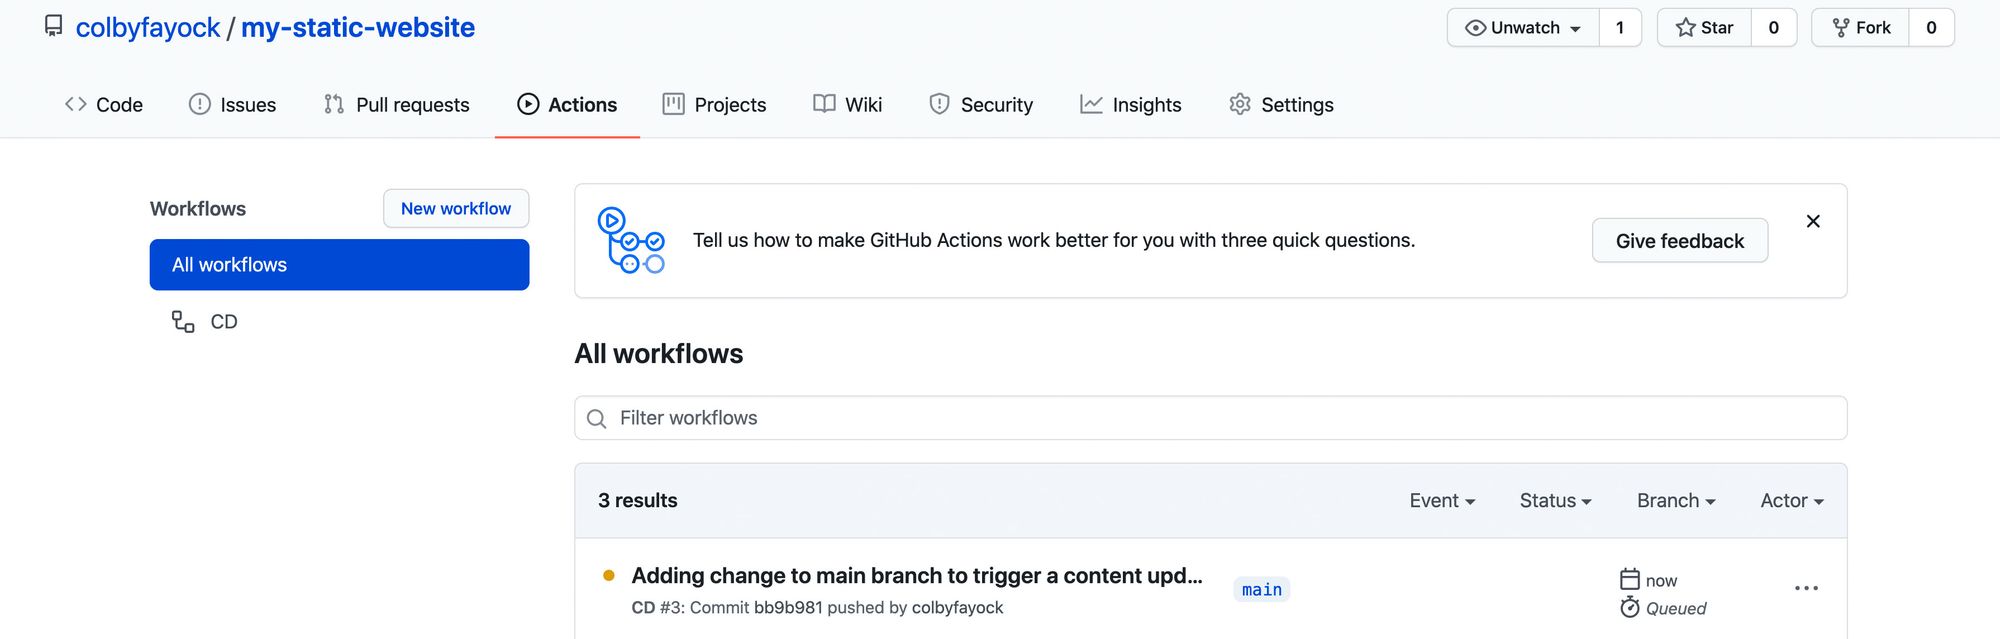 colbyfayock / my-static-website
Unwatch 1 Star 0 Fork 0
Code Issues Pull requests Actions Projects Wiki Security Insights Settings
Workflows New workflow
All workflows
CD
Tell us how to make GitHub Actions work better for you with three quick questions. Give feedback
All workflows
Filter workflows
3 results Event Status Branch Actor
Adding change to main branch to trigger a content upd... main now
CD #3: Commit bb9b981 pushed by colbyfayock Queued